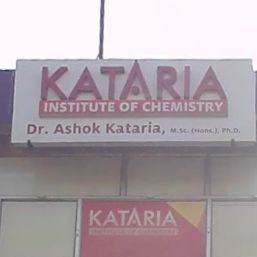 KATARIA
INSTITUTE OF CHEMISTRY
Dr. Ashok Kataria, M.Sc. (Hons.), Ph.D.
KATARIA
INSTITUTE OF CHEMISTRY